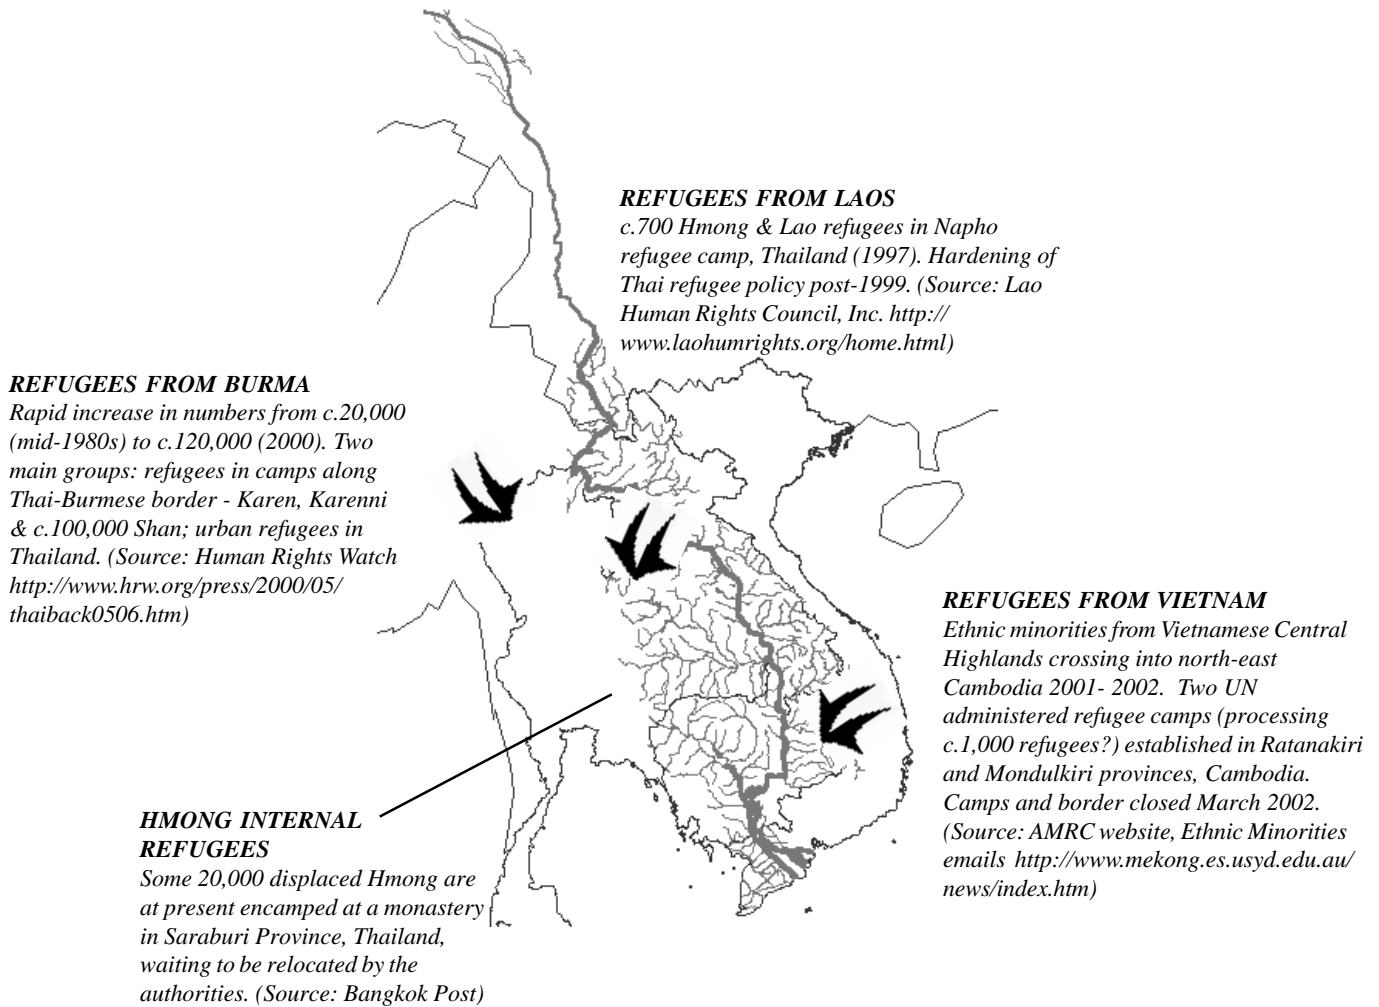 REFUGEES FROM LAOS
c.700 Hmong & Lao refugees in Napho
refugee camp, Thailand (1997). Hardening of
Thai refugee policy post-1999. (Source: Lao
Human Rights Council, Inc. http://
www.laohumrights.org/home.html)
REFUGEES FROM BURMA
Rapid increase in numbers from c.20,000
(mid-1980s) to c.120,000 (2000). Two
main groups: refugees in camps along
Thai-Burmese border - Karen, Karenni
& c.100,000 Shan; urban refugees in
Thailand. (Source: Human Rights Watch
http://www.hrw.org/press/2000/05/
thaiback0506.htm)
REFUGEES FROM VIETNAM
Ethnic minorities from Vietnamese Central
Highlands crossing into north-east
Cambodia 2001- 2002. Two UN
administered refugee camps (processing
c.1,000 refugees?) established in Ratanakiri
and Mondulkiri provinces, Cambodia.
Camps and border closed March 2002.
(Source: AMRC website, Ethnic Minorities
emails http://www.mekong.es.usyd.edu.au/
news/index.htm)
HMONG INTERNAL
REFUGEES
Some 20,000 displaced Hmong are
at present encamped at a monastery
in Saraburi Province, Thailand,
waiting to be relocated by the
authorities. (Source: Bangkok Post)